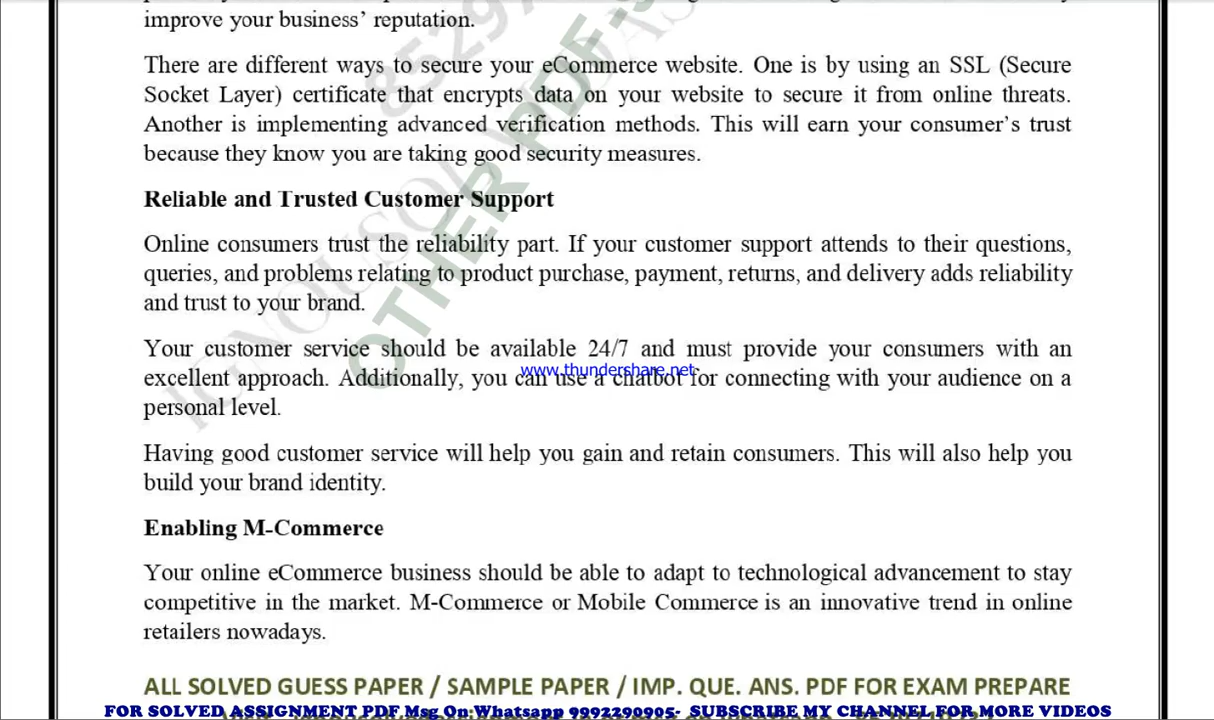 improve your business’ reputation.
There are different ways to secure your eCommerce website. One is by using an SSL (Secure
Socket Layer) certificate that encrypts data on your website to secure it from online threats.
Another is implementing advanced verification methods. This will earn your consumer’s trust
because they know you are taking good security measures.
Reliable and Trusted Customer Support
Online consumers trust the reliability part. If your customer support attends to their questions,
queries, and problems relating to product purchase, payment, returns, and delivery adds reliability
and trust to your brand.
Your customer service should be available 24/7 and must provide your consumers with an
www.thundershare.net
excellent approach. Additionally, you can use a chatbot for connecting with your audience on a
personal level.
Having good customer service will help you gain and retain consumers. This will also help you
build your brand identity.
Enabling M-Commerce
Your online eCommerce business should be able to adapt to technological advancement to stay
competitive in the market. M-Commerce or Mobile Commerce is an innovative trend in online
retailers nowadays.
OTHER PDF
ALL SOLVED GUESS PAPER / SAMPLE PAPER / IMP. QUE. ANS. PDF FOR EXAM PREPARE
FOR SOLVED ASSIGNMENT PDF Msg On:Whatsapp 9992290905- SUBSCRIBE MY CHANNEL FOR MORE VIDEOS